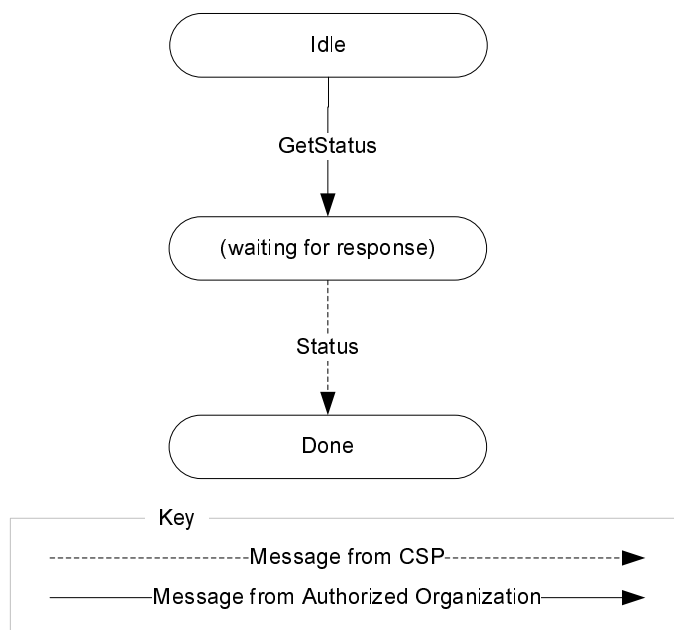 Idle
GetStatus
(waiting for response)
Status
Done
Key
Message from CSP
Message from Authorized Organization